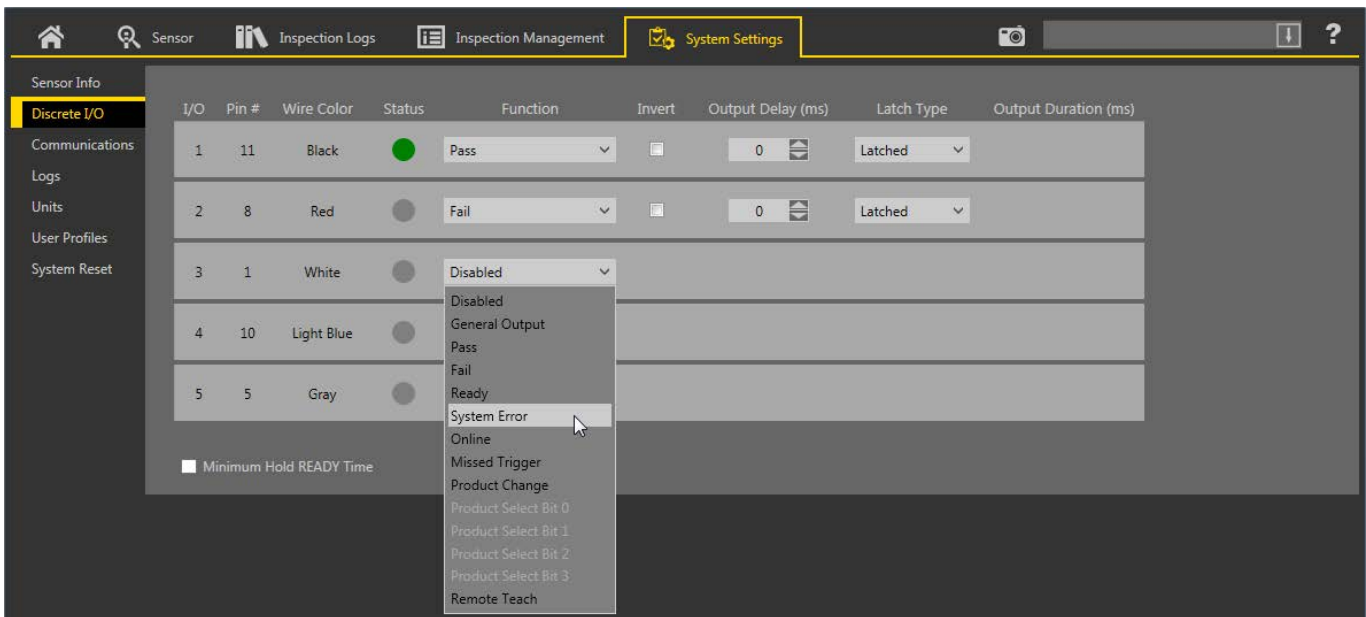 Sensor Inspection Logs Inspection Management System Settings ?
Sensor Info
Discrete I/O
Communications
Logs
Units
User Profiles
System Reset
I/O Pin # Wire Color Status Function Invert Output Delay (ms) Latch Type Output Duration (ms)
1 11 Black Pass 0 Latched
2 8 Red Fail 0 Latched
3 1 White Disabled
4 10 Light Blue
5 5 Gray
Disabled
General Output
Pass
Fail
Ready
System Error
Online
Missed Trigger
Product Change
Product Select Bit 0
Product Select Bit 1
Product Select Bit 2
Product Select Bit 3
Remote Teach
Minimum Hold READY Time